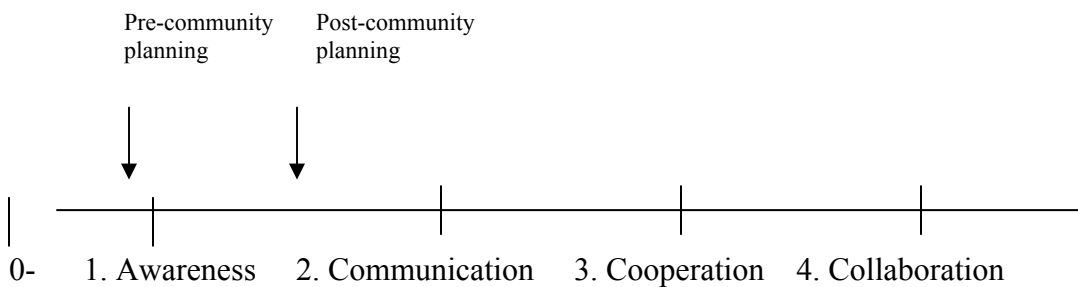 Pre-community
planning
Post-community
planning
0- 1. Awareness 2. Communication 3. Cooperation 4. Collaboration